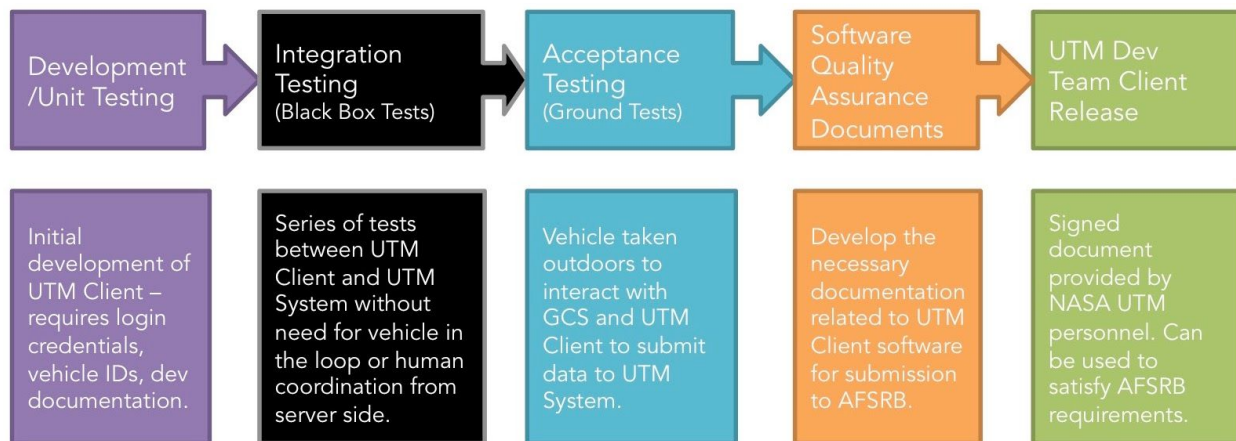 Development
/Unit Testing
Integration
Testing
(Black Box Tests)
Acceptance
Testing
(Ground Tests)
Software
Quality
Assurance
Documents
UTM Dev
Team Client
Release
Initial
development of
UTM Client –
requires login
credentials,
vehicle IDs, dev
documentation.
Series of tests
between UTM
Client and UTM
System without
need for vehicle in
the loop or human
coordination from
server side.
Vehicle taken
outdoors to
interact with
GCS and UTM
Client to submit
data to UTM
System.
Develop the
necessary
documentation
related to UTM
Client software
for submission
to AFSRB.
Signed
document
provided by
NASA UTM
personnel. Can
be used to
satisfy AFSRB
requirements.